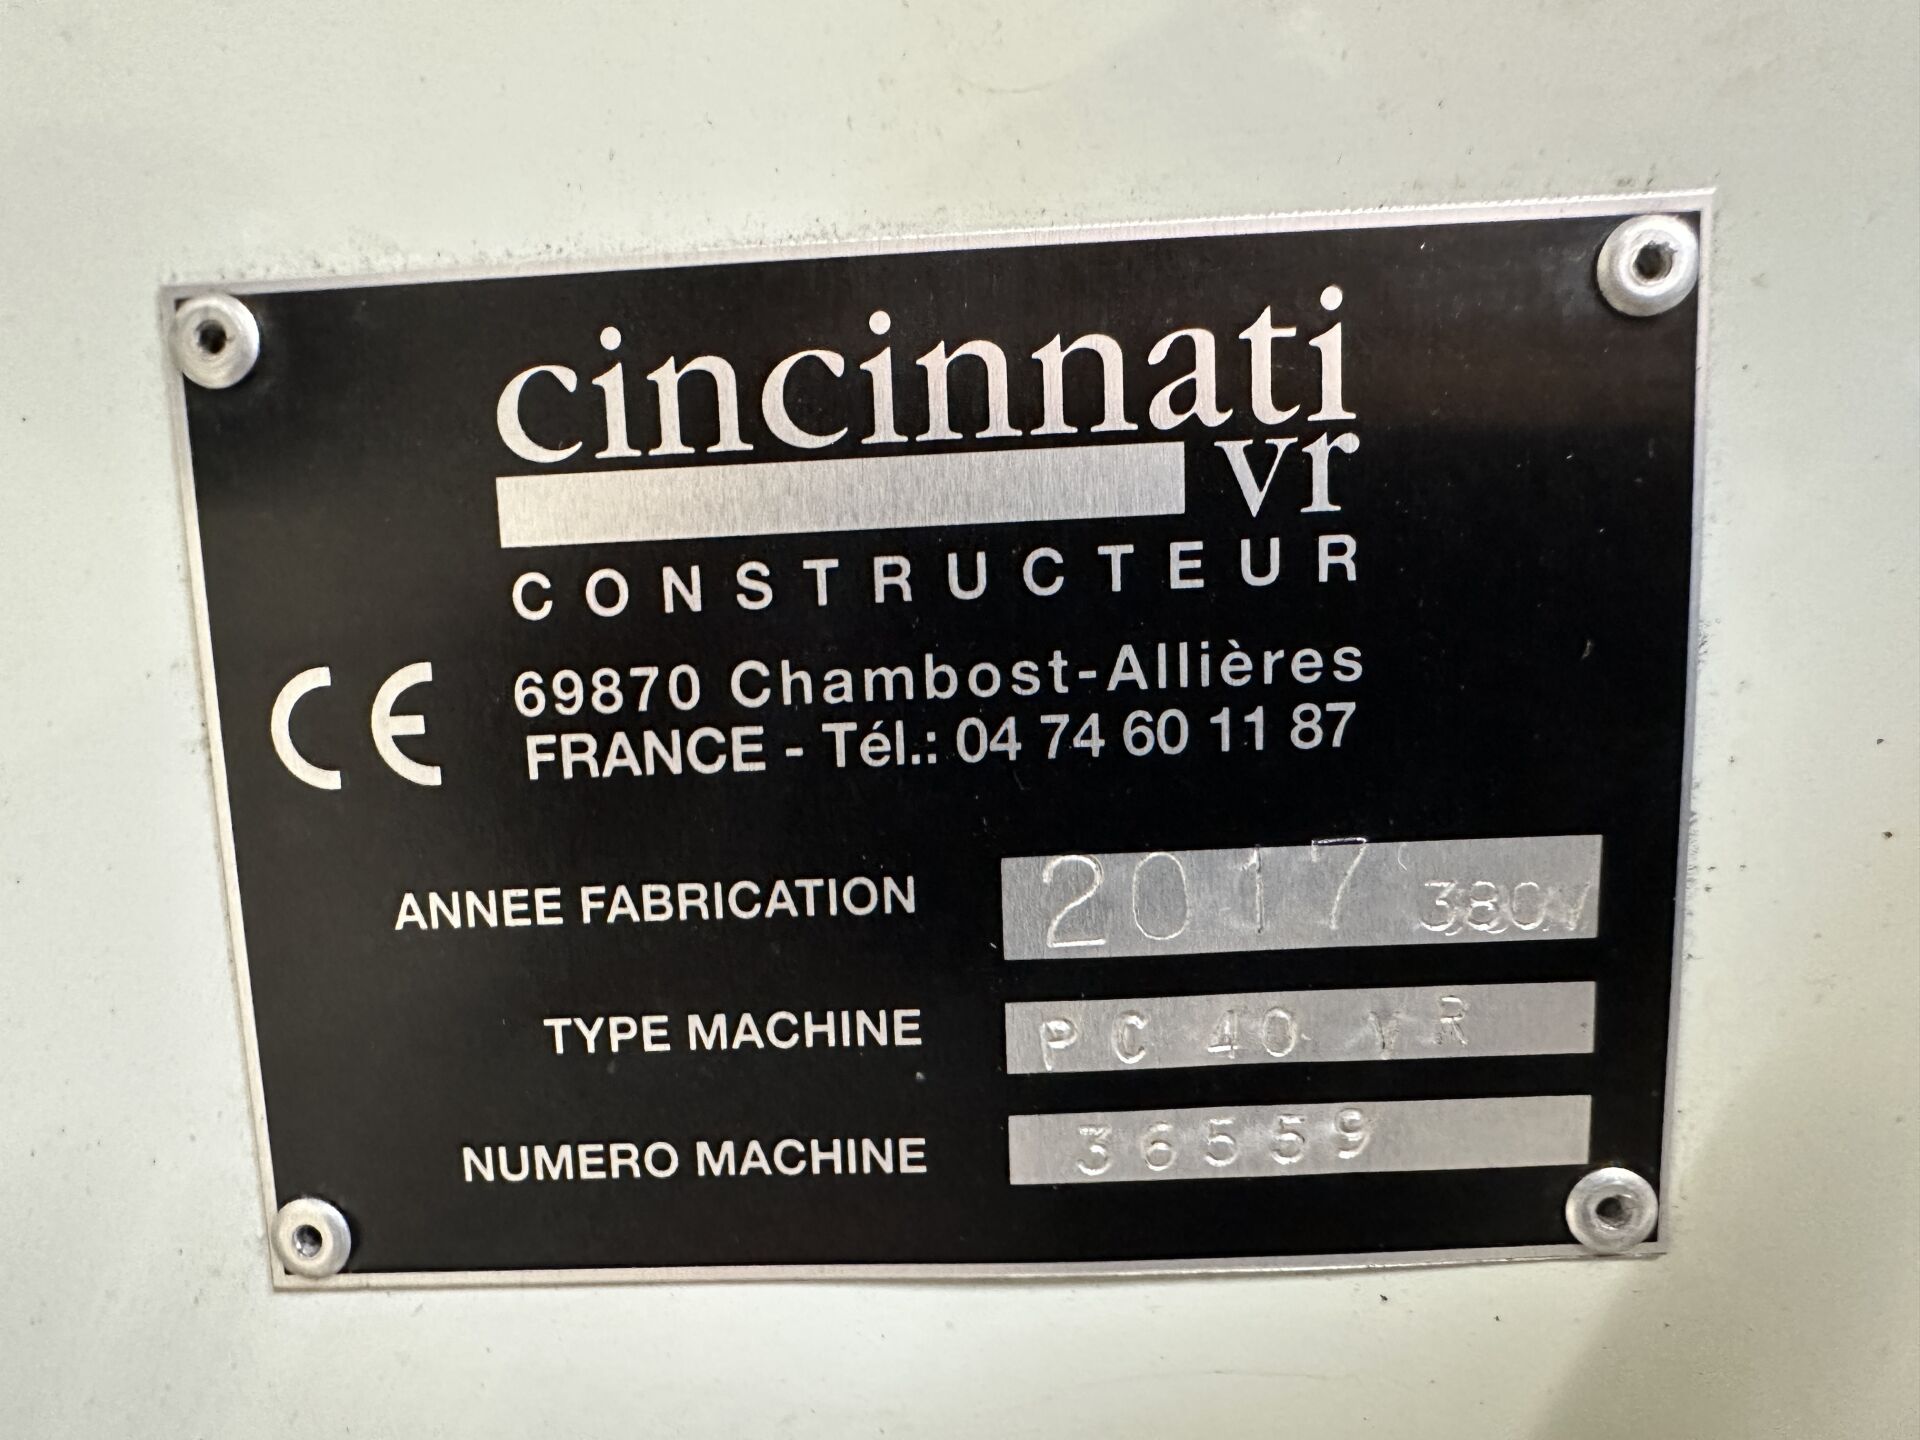 cincinnati
vr
CONSTRUCTEUR
CE
69870 Chambost-Allières
FRANCE - Tél.: 04 74 60 11 87
ANNEE FABRICATION 2017 380V
TYPE MACHINE PC 40 VR
NUMERO MACHINE 36559